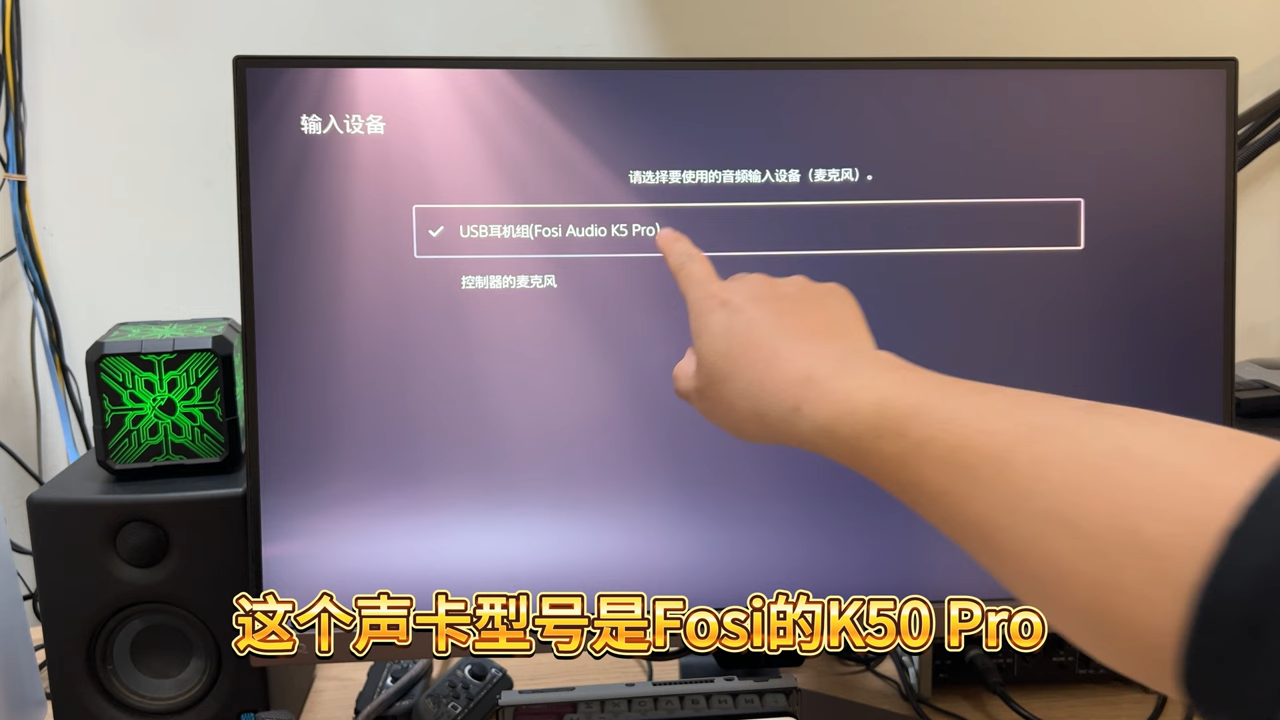 输入设备
请选择要使用的音频输入设备（麦克风）。
USB耳机组(Fosi Audio K5 Pro)
控制器的麦克风
这个声卡型号是Fosi的K50 Pro